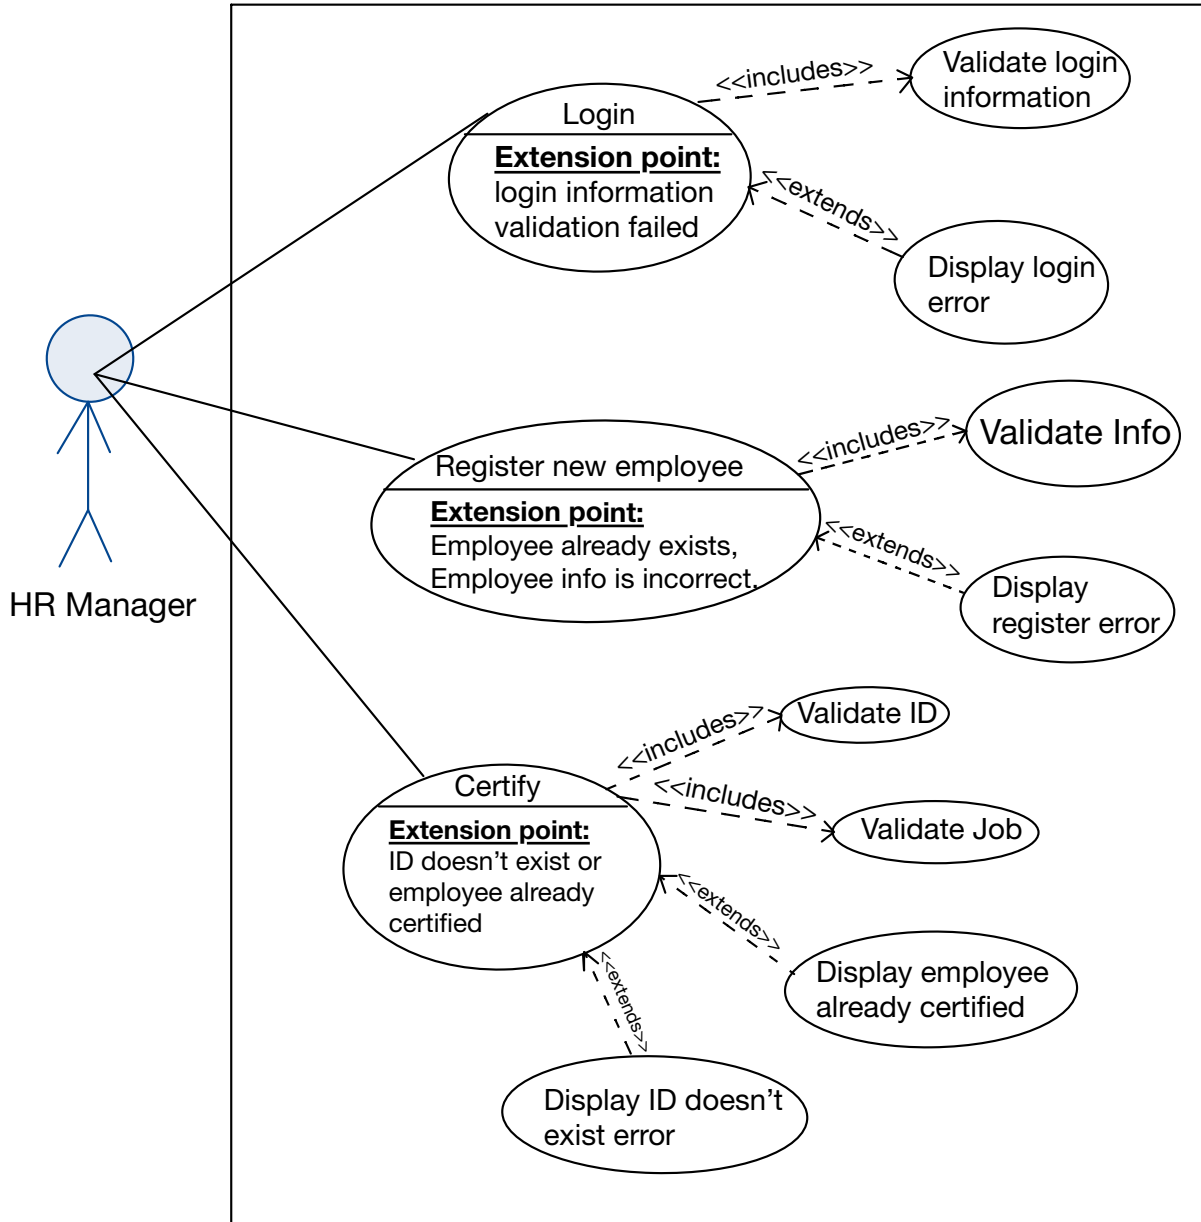 <<includes>>
Validate login
information
Login
Extension point:
login information
validation failed
<<extends>>
Display login
error
HR Manager
Register new employee
Extension point:
Employee already exists,
Employee info is incorrect.
<<includes>>
Validate Info
<<extends>>
Display
register error
Certify
Extension point:
ID doesn’t exist or
employee already
certified
<<includes>>
Validate ID
<<includes>>
Validate Job
<<extends>>
Display employee
already certified
<<extends>>
Display ID doesn’t
exist error